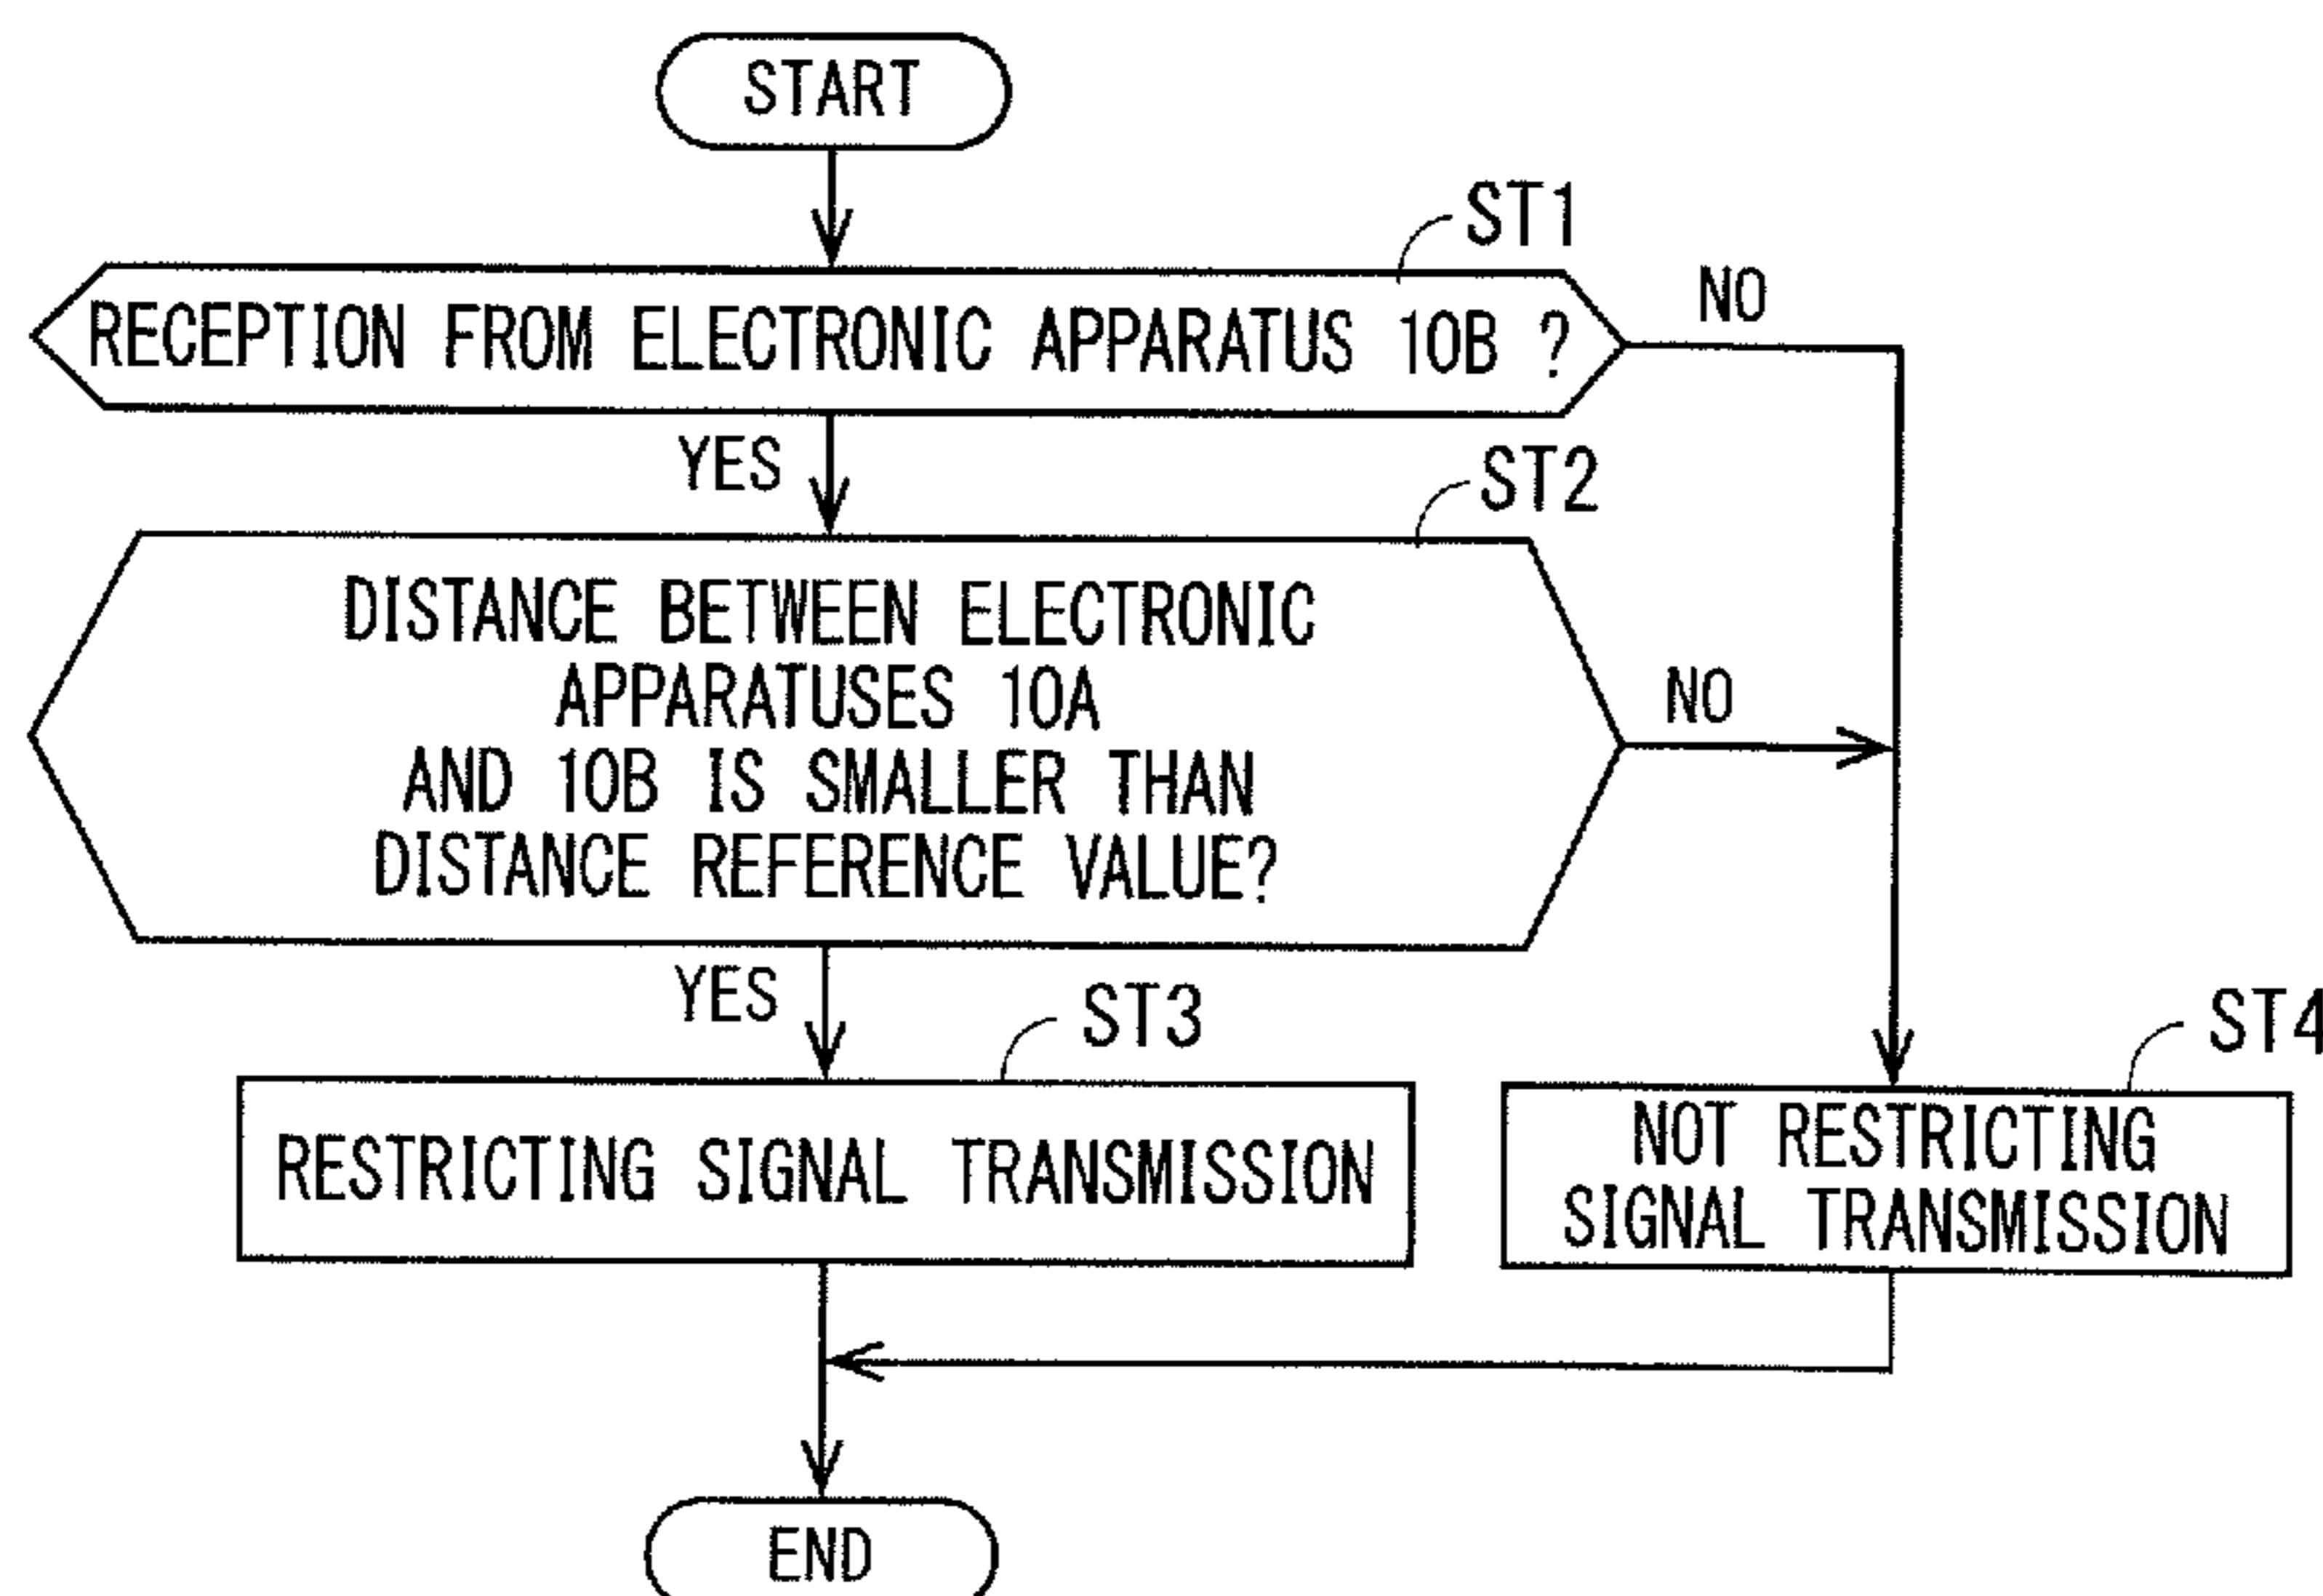 START
ST1
RECEPTION FROM ELECTRONIC APPARATUS 10B ?
NO
YES
ST2
DISTANCE BETWEEN ELECTRONIC
APPARATUSES 10A
AND 10B IS SMALLER THAN
DISTANCE REFERENCE VALUE?
NO
YES
ST3
RESTRICTING SIGNAL TRANSMISSION
ST4
NOT RESTRICTING
SIGNAL TRANSMISSION
END